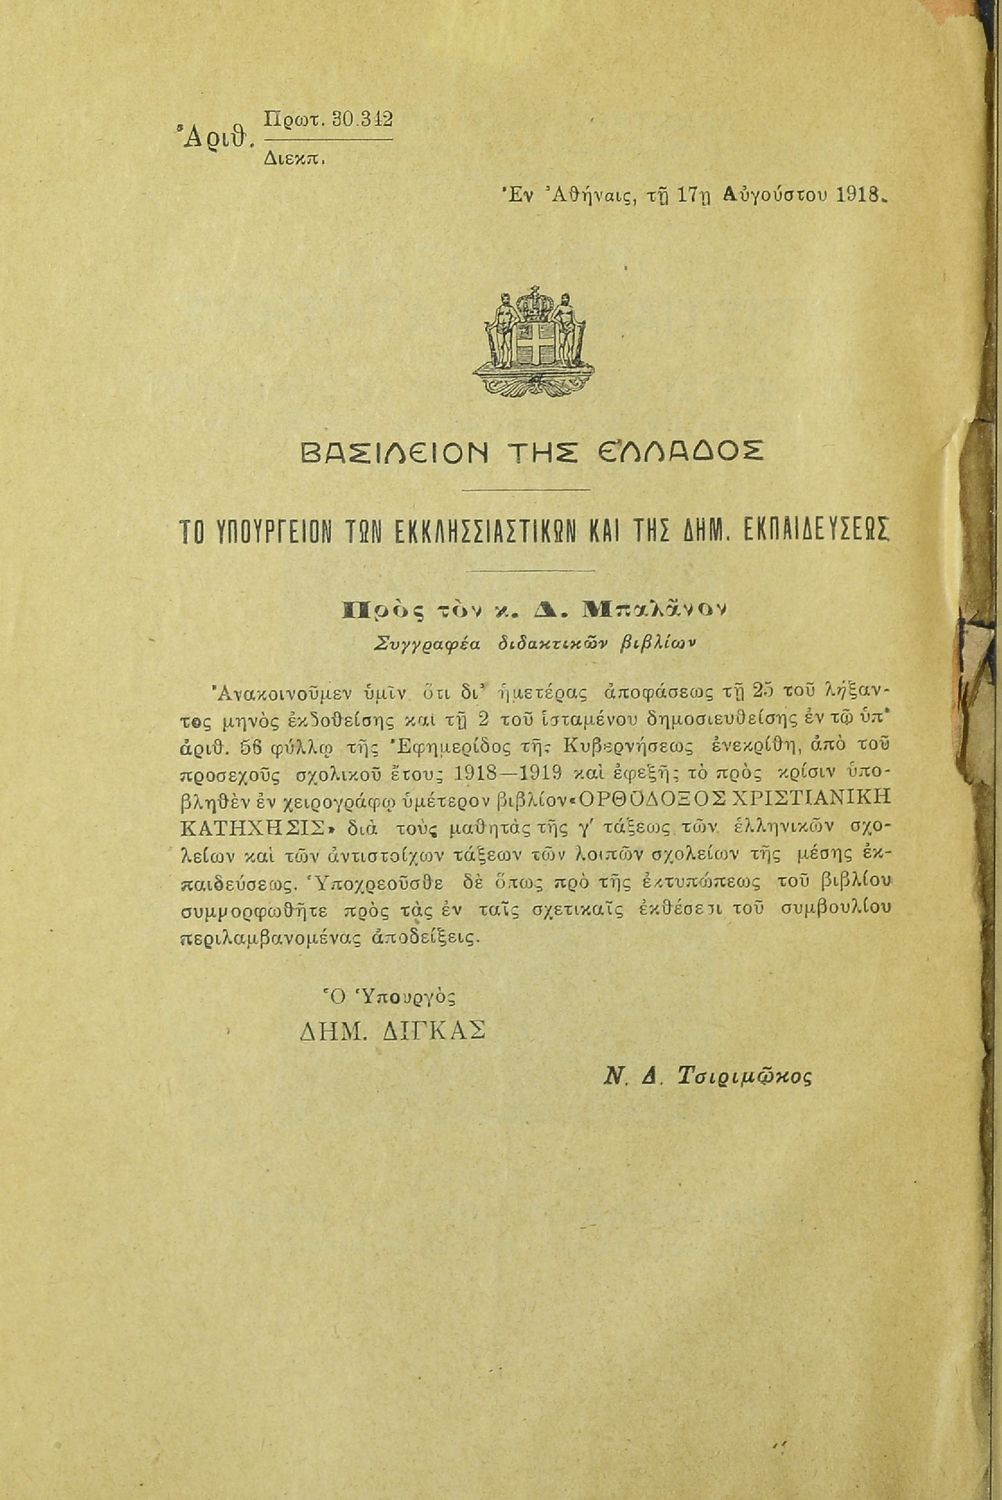 Ἀριθ. Πρωτ. 30.342
Διεκπ.
Ἐν Ἀθήναις, τῇ 17ῃ Αὐγούστου 1918.
ΒΑΣΙΛΕΙΟΝ ΤΗΣ ΕΛΛΑΔΟΣ
ΤΟ ΥΠΟΥΡΓΕΙΟΝ ΤΩΝ ΕΚΚΛΗΣΣΙΑΣΤΙΚΩΝ ΚΑΙ ΤΗΣ ΔΗΜ. ΕΚΠΑΙΔΕΥΣΕΩΣ
Πρὸς τὸν κ. Δ. Μπαλᾶνον
Συγγραφέα διδακτικῶν βιβλίων
Ἀνακοινοῦμεν ὑμῖν ὅτι δι' ἡμετέρας ἀποφάσεως τῇ 25 τοῦ λήξαν-
τος μηνὸς ἐκδοθείσης καὶ τῇ 2 τοῦ ἱσταμένου δημοσιευθείσης ἐν τῷ ὑπ'
ἀριθ. 56 φύλλῳ τῆς Ἐφημερίδος τῆς Κυβερνήσεως ἐνεκρίθη, ἀπὸ τοῦ
προσεχοῦς σχολικοῦ ἔτους 1918—1919 καὶ ἐφεξῆς τὸ πρὸς κρίσιν ὑπο-
βληθὲν ἐν χειρογράφῳ ὑμέτερον βιβλίον «ΟΡΘΟΔΟΞΟΣ ΧΡΙΣΤΙΑΝΙΚΗ
ΚΑΤΗΧΗΣΙΣ» διὰ τοὺς μαθητὰς τῆς γ' τάξεως τῶν ἑλληνικῶν σχο-
λείων καὶ τῶν ἀντιστοίχων τάξεων τῶν λοιπῶν σχολείων τῆς μέσης ἐκ-
παιδεύσεως. Ὑποχρεοῦσθε δὲ ὅπως πρὸ τῆς ἐκτυπώσεως τοῦ βιβλίου
συμμορφωθῆτε πρὸς τὰς ἐν ταῖς σχετικαῖς ἐκθέσεσι τοῦ συμβουλίου
περιλαμβανομένας ἀποδείξεις.
Ὁ Ὑπουργὸς
ΔΗΜ. ΔΙΓΚΑΣ
Ν. Δ. Τσιριμῶκος